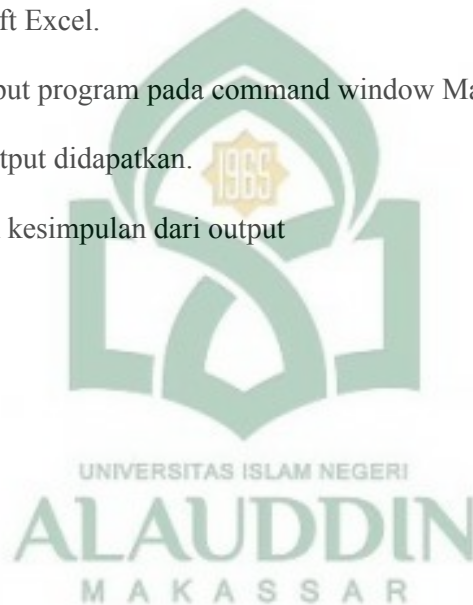 ft Excel.
put program pada command window Ma
tput didapatkan.
kesimpulan dari output
1965
UNIVERSITAS ISLAM NEGERI
ALAUDDIN
MAKASSAR